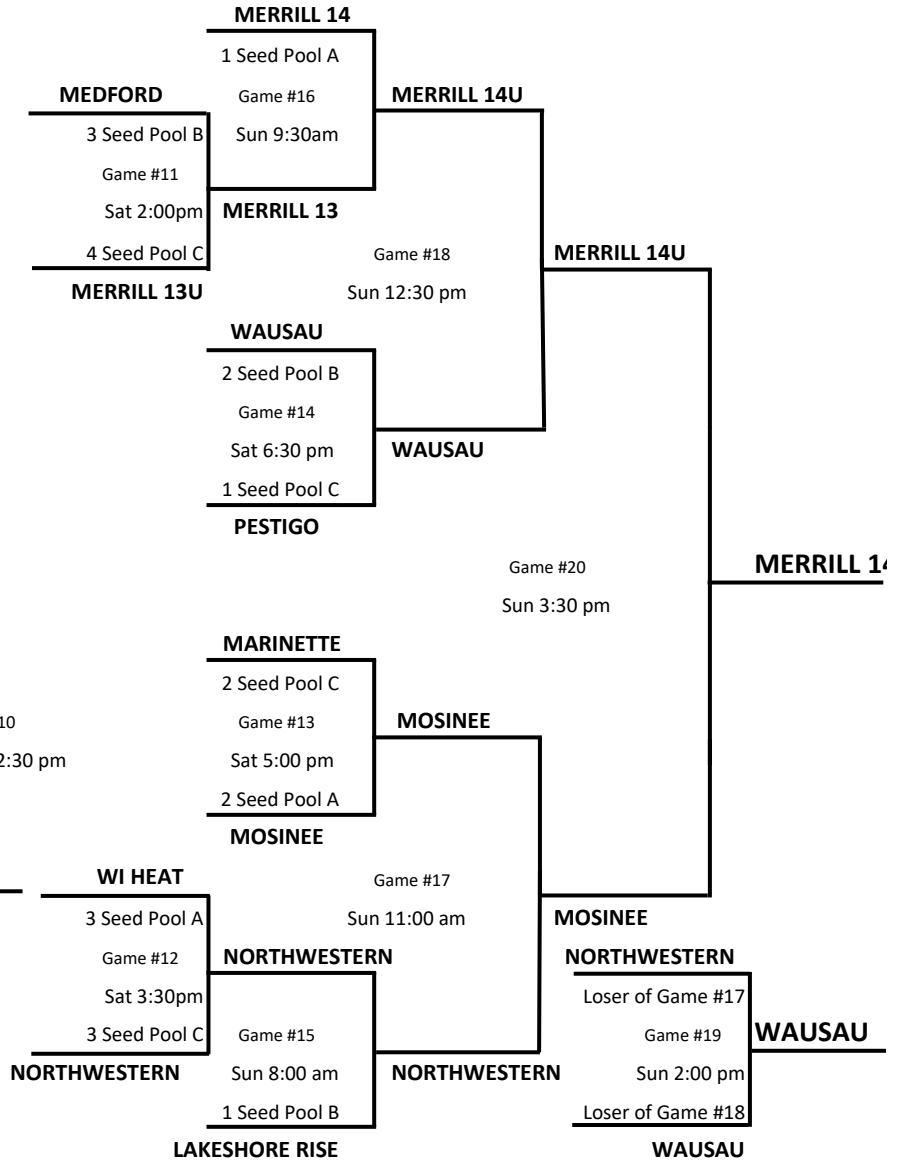 MERRILL 14
1 Seed Pool A
MEDFORD
Game #16
MERRILL 14U
3 Seed Pool B
Sun 9:30am
Game #11
Sat 2:00pm
MERRILL 13
4 Seed Pool C
Game #18
MERRILL 14U
MERRILL 13U
Sun 12:30 pm
WAUSAU
2 Seed Pool B
Game #14
Sat 6:30 pm
WAUSAU
1 Seed Pool C
PESTIGO
Game #20
MERRILL 14
Sun 3:30 pm
MARINETTE
2 Seed Pool C
10
Game #13
MOSINEE
2:30 pm
Sat 5:00 pm
2 Seed Pool A
MOSINEE
WI HEAT
Game #17
3 Seed Pool A
Sun 11:00 am
MOSINEE
Game #12
NORTHWESTERN
NORTHWESTERN
Sat 3:30pm
Loser of Game #17
3 Seed Pool C
Game #15
Game #19
WAUSAU
NORTHWESTERN
Sun 8:00 am
NORTHWESTERN
Sun 2:00 pm
1 Seed Pool B
Loser of Game #18
LAKESHORE RISE
WAUSAU